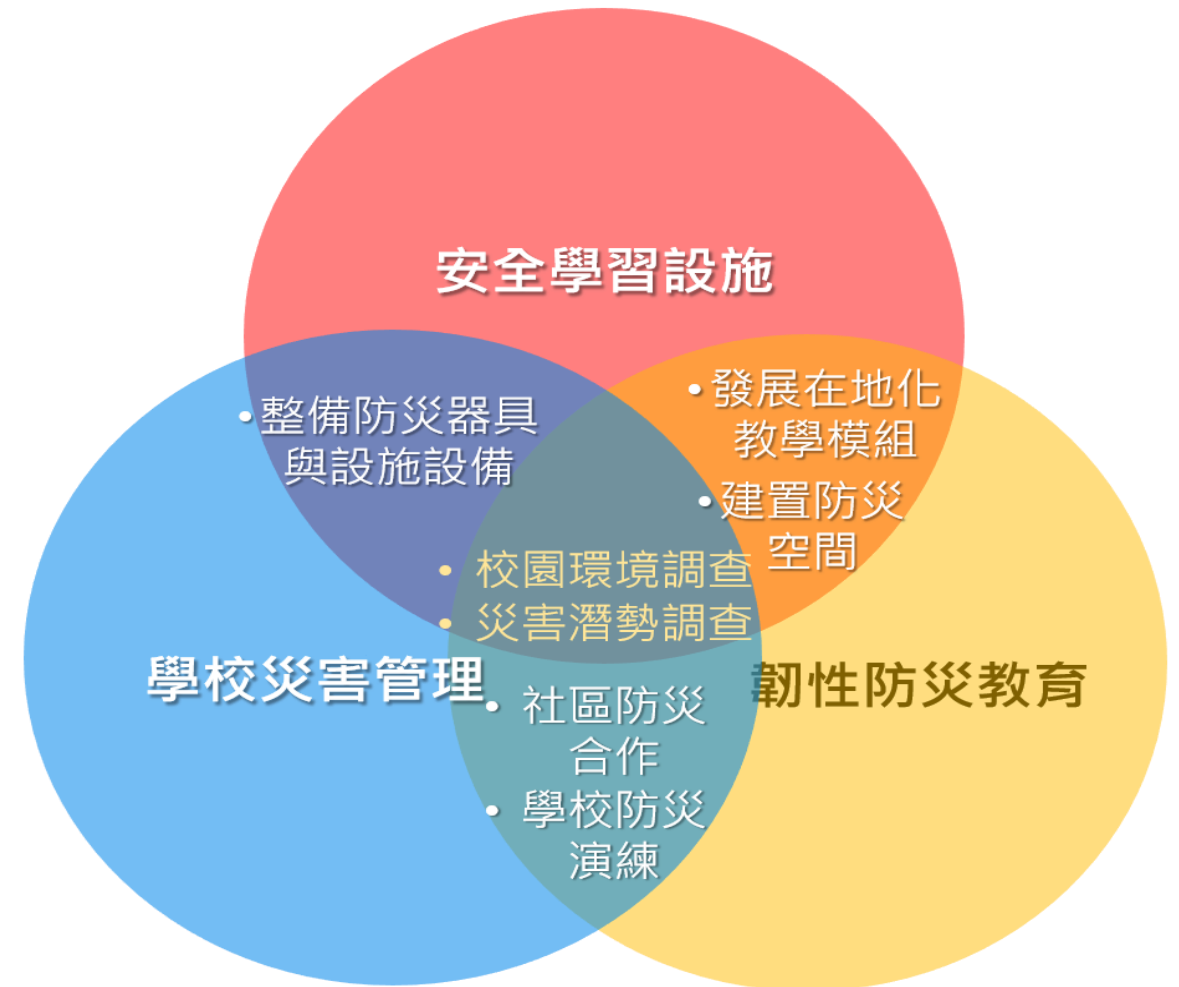 安全學習設施
•整備防災器具
與設施設備
•發展在地化
教學模組
•建置防災
空間
• 校園環境調查
• 災害潛勢調查
學校災害管理
韌性防災教育
• 社區防災
合作
• 學校防災
演練